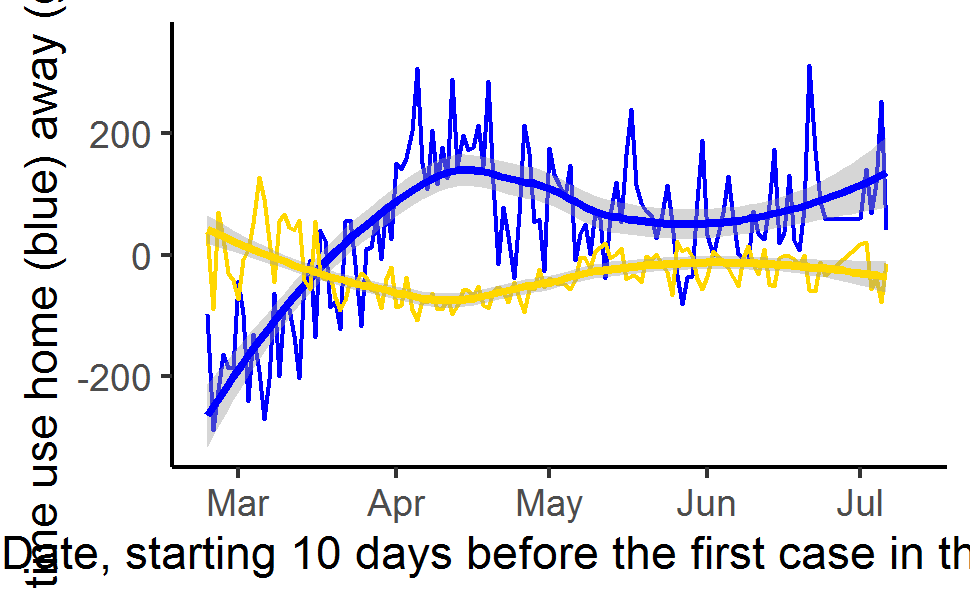 time use home (blue) away (
200
0
-200
Mar Apr May Jun Jul
Date, starting 10 days before the first case in th